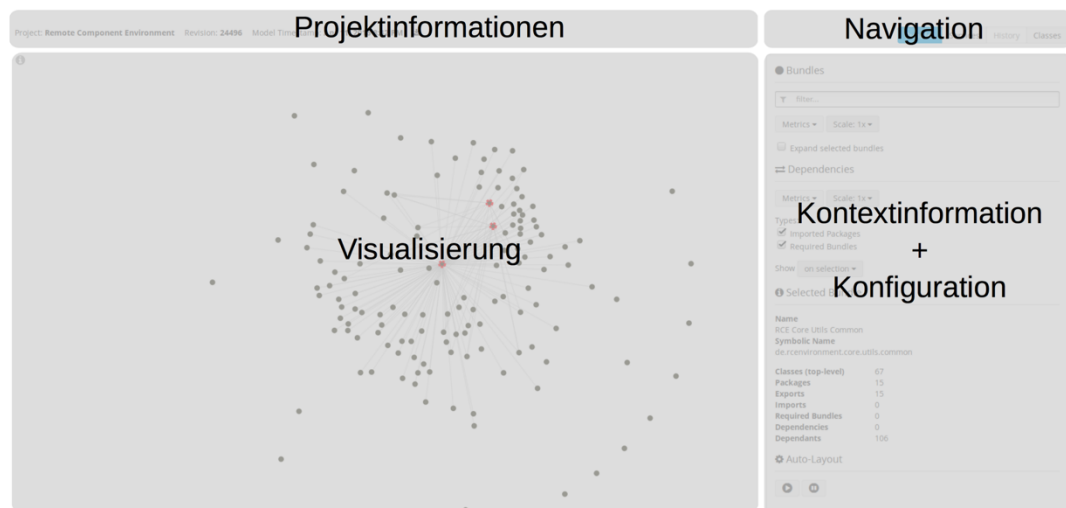 Projektinformationen
Navigation
Project: Remote Component Environment Revision: 24496 Model Timestamp:
History Classes
Bundles
filter...
Metrics Scale: 1x
Expand selected bundles
Dependencies
Metrics Scale: 1x
Types:
Imported Packages
Required Bundles
Kontextinformation
+
Konfiguration
Visualisierung
Show on selection
Selected
Name
RCE Core Utils Common
Symbolic Name
de.rcenvironment.core.utils.common
Classes (top-level) 67
Packages 15
Exports 15
Imports 0
Required Bundles 0
Dependencies 0
Dependants 106
Auto-Layout